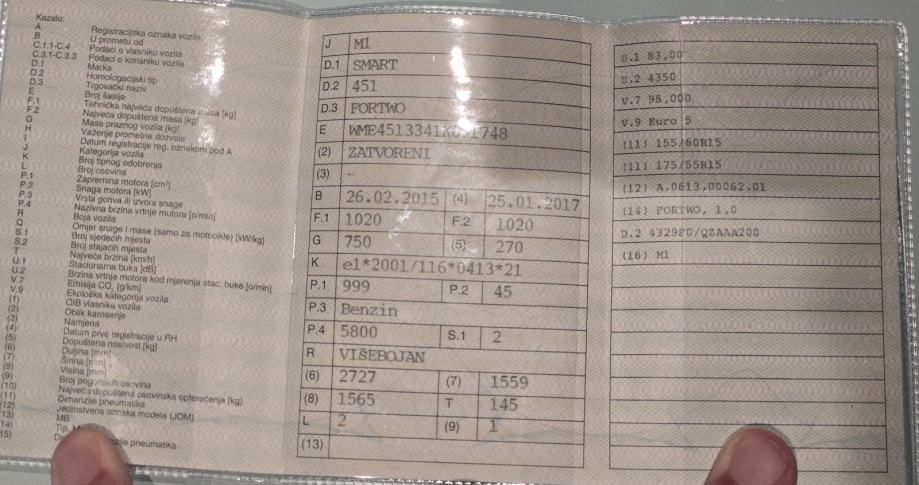 Kazalo:
A Registracijska oznaka vozila
B U prometu od
C.1.1-C.4 Podaci o vlasniku vozila
C.3.1-C.3.3 Podaci o korisniku vozila
D.1 Marka
D.2 Homologacijski tip
D.3 Trgovački naziv
E Broj šasije
F.1 Tehnička najveća dopuštena masa [kg]
F.2 Najveća dopuštena masa [kg]
G Masa praznog vozila [kg]
H Važenje prometne dozvole
I Datum registracije reg. oznakom pod A
J Kategorija vozila
K Broj tipnog odobrenja
L Broj osovina
P.1 Zapremina motora [cm³]
P.2 Snaga motora [kW]
P.3 Vrsta goriva ili izvora snage
P.4 Nazivna brzina vrtnje motora [o/min]
R Boja vozila
Q Omjer snage i mase (samo za motocikle) [kW/kg]
S.1 Broj sjedećih mjesta
S.2 Broj stajaćih mjesta
T Najveća brzina [km/h]
U.1 Stacionarna buka [dB]
U.2 Brzina vrtnje motora kod mjerenja stac. buke [o/min]
V.7 Emisija CO₂ [g/km]
V.9 Ekološka kategorija vozila
(1) OIB vlasnika vozila
(2) Oblik karoserije
(3) Namjena
(4) Datum prve registracije u RH
(5) Dopuštena nosivost [kg]
(6) Duljina [mm]
(7) Širina [mm]
(8) Visina [mm]
(9) Broj pogonskih osovina
(10) Najveća dopuštena osovinska opterećenja [kg]
(11) Dimenzije pneumatika
(12) Jedinstvena oznaka modela (JOM)
(13) MB
(14) Tip,
15) pneumatika
J M1
D.1 SMART
D.2 451
D.3 FORTWO
E
(2) ZATVORENI
(3) -
B 26.02.2015 (4) 25.01.2017
F.1 1020 F.2 1020
G 750 (5) 270
K e1*2001/116*0413*21
P.1 999 P.2 45
P.3 Benzin
P.4 5800 S.1 2
R VIŠEBOJAN
(6) 2727 (7) 1559
(8) 1565 T 145
L 2 (9) 1
(13)
U.1 83,00
U.2 4350
V.7 98,000
V.9 Euro 5
(11) 155/60R15
(11) 175/55R15
(12) A.0613.00062.01
(14) FORTWO, 1,0
D.2 4329F0/QZAAA200
(16) M1